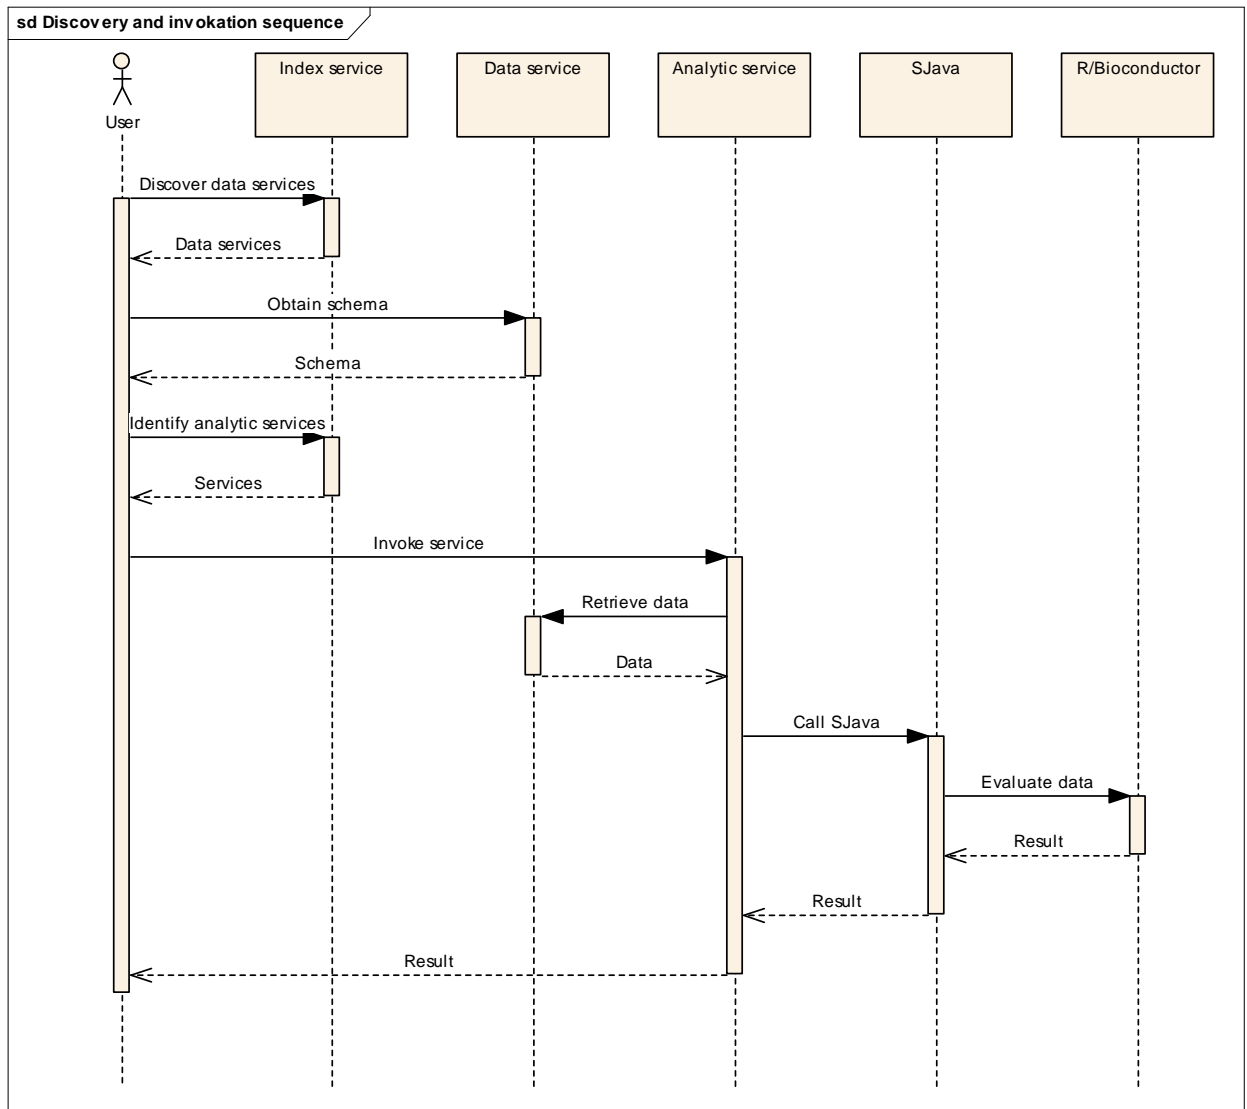 sd Discovery and invokation sequence
User
Index service
Data service
Analytic service
SJava
R/Bioconductor
Discover data services
Data services
Obtain schema
Schema
Identify analytic services
Services
Invoke service
Retrieve data
Data
Call SJava
Evaluate data
Result
Result
Result